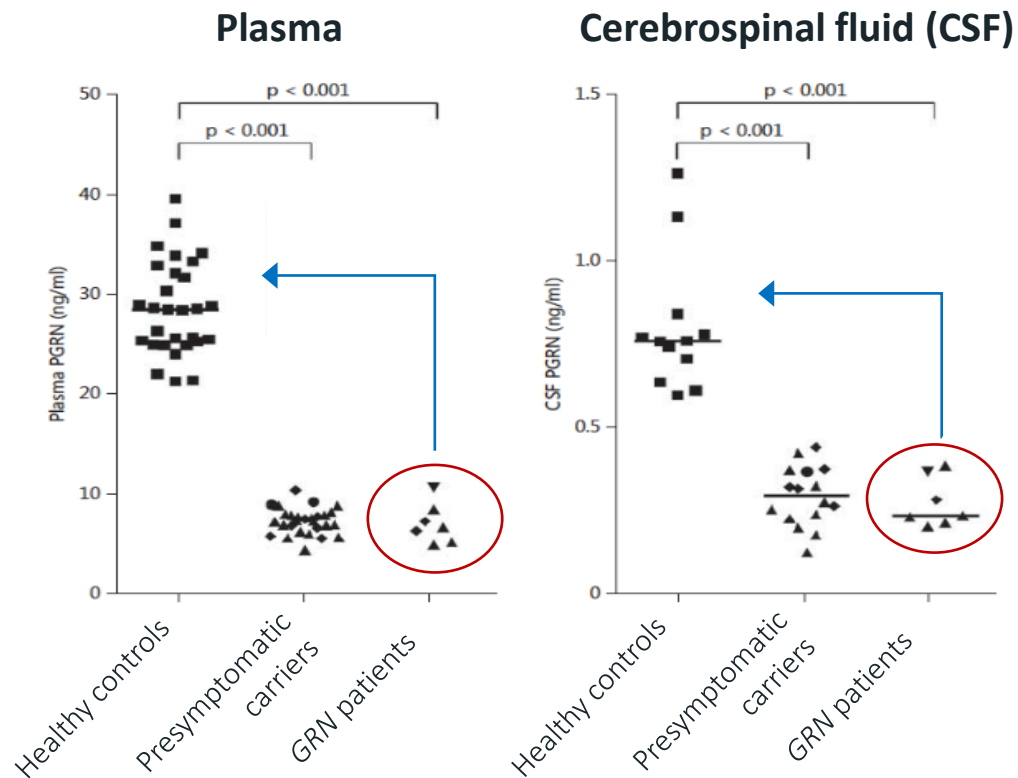 Plasma
50
40
30
20
10
0
Plasma PGRN (ng/ml)
p < 0.001
p < 0.001
Healthy controls
Presymptomatic
carriers
GRN patients
Cerebrospinal fluid (CSF)
1.5
1.0
0.5
0
CSF PGRN (ng/ml)
p < 0.001
p < 0.001
Healthy controls
Presymptomatic
carriers
GRN patients